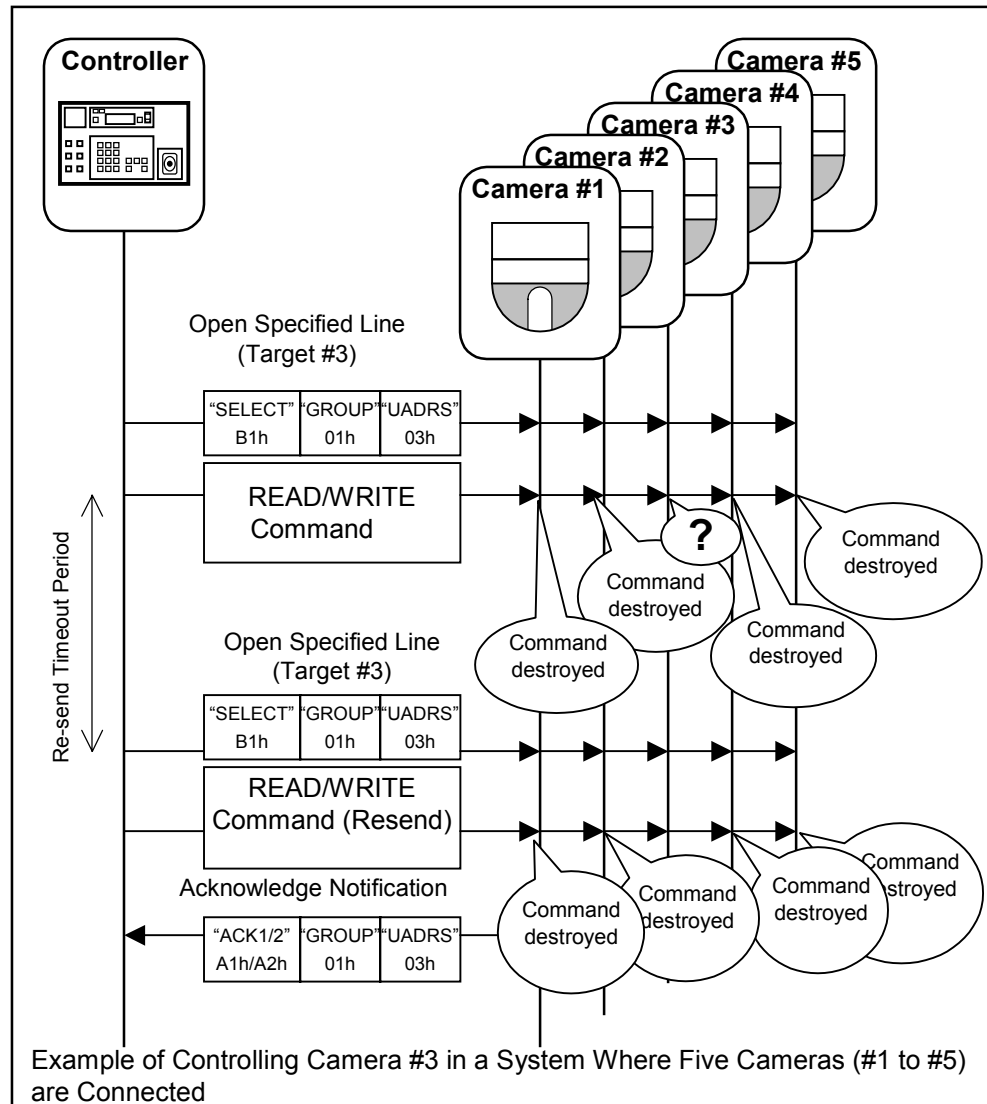 Controller
Camera #5
Camera #4
Camera #3
Camera #2
Camera #1
Open Specified Line
(Target #3)
“SELECT” “GROUP” “UADRS”
B1h 01h 03h
READ/WRITE
Command
?
Command
destroyed
Command
destroyed
Command
destroyed
Command
destroyed
Re-send Timeout Period
Open Specified Line
(Target #3)
“SELECT” “GROUP” “UADRS”
B1h 01h 03h
READ/WRITE
Command (Resend)
Acknowledge Notification
“ACK1/2” “GROUP” “UADRS”
A1h/A2h 01h 03h
Command
destroyed
Command
destroyed
Command
destroyed
Command
destroyed
Example of Controlling Camera #3 in a System Where Five Cameras (#1 to #5)
are Connected